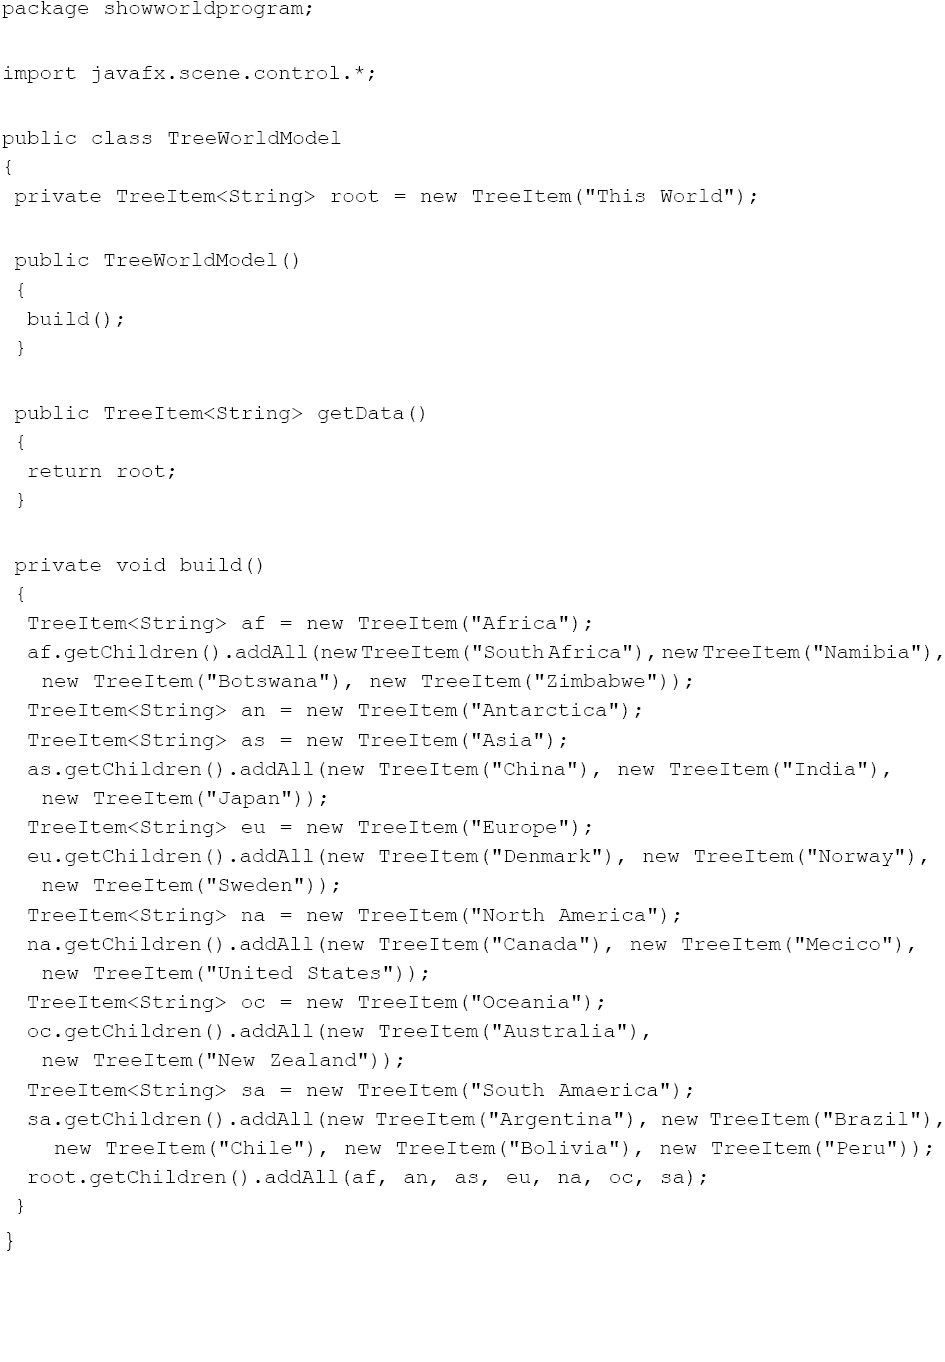 package showworldprogram;
import javafx.scene.control.*;
public class TreeWorldModel
{
private TreeItem<String> root = new TreeItem("This World");
public TreeWorldModel()
{
build();
}
public TreeItem<String> getData()
{
return root;
}
private void build()
{
TreeItem<String> af = new TreeItem("Africa");
af.getChildren().addAll(new TreeItem("South Africa"), new TreeItem("Namibia"),
new TreeItem("Botswana"), new TreeItem("Zimbabwe"));
TreeItem<String> an = new TreeItem("Antarctica");
TreeItem<String> as = new TreeItem("Asia");
as.getChildren().addAll(new TreeItem("China"), new TreeItem("India"),
new TreeItem("Japan"));
TreeItem<String> eu = new TreeItem("Europe");
eu.getChildren().addAll(new TreeItem("Denmark"), new TreeItem("Norway"),
new TreeItem("Sweden"));
TreeItem<String> na = new TreeItem("North America");
na.getChildren().addAll(new TreeItem("Canada"), new TreeItem("Mecico"),
new TreeItem("United States"));
TreeItem<String> oc = new TreeItem("Oceania");
oc.getChildren().addAll(new TreeItem("Australia"),
new TreeItem("New Zealand"));
TreeItem<String> sa = new TreeItem("South Amaerica");
sa.getChildren().addAll(new TreeItem("Argentina"), new TreeItem("Brazil"),
new TreeItem("Chile"), new TreeItem("Bolivia"), new TreeItem("Peru"));
root.getChildren().addAll(af, an, as, eu, na, oc, sa);
}
}